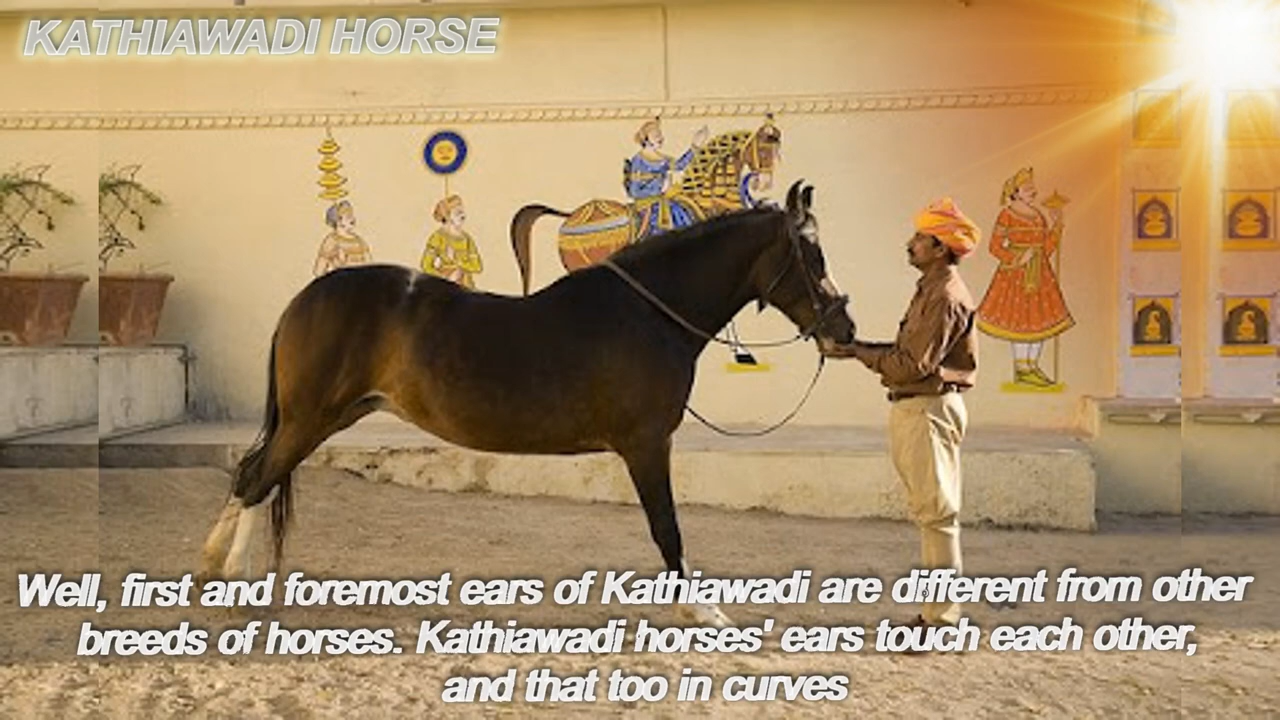 KATHIAWADI HORSE
Well, first and foremost ears of Kathiawadi are different from other
breeds of horses. Kathiawadi horses' ears touch each other,
and that too in curves